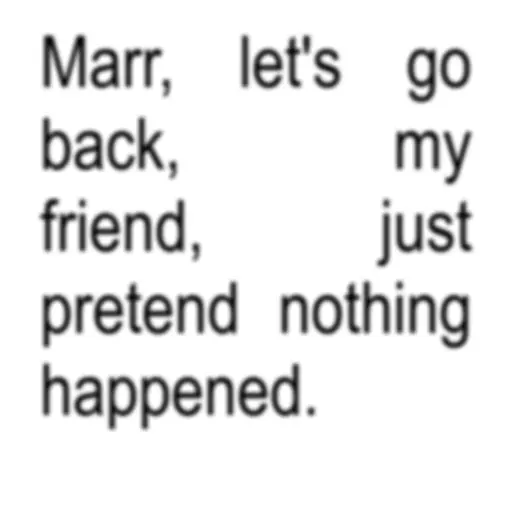 Marr, let's go
back, my
friend, just
pretend nothing
happened.